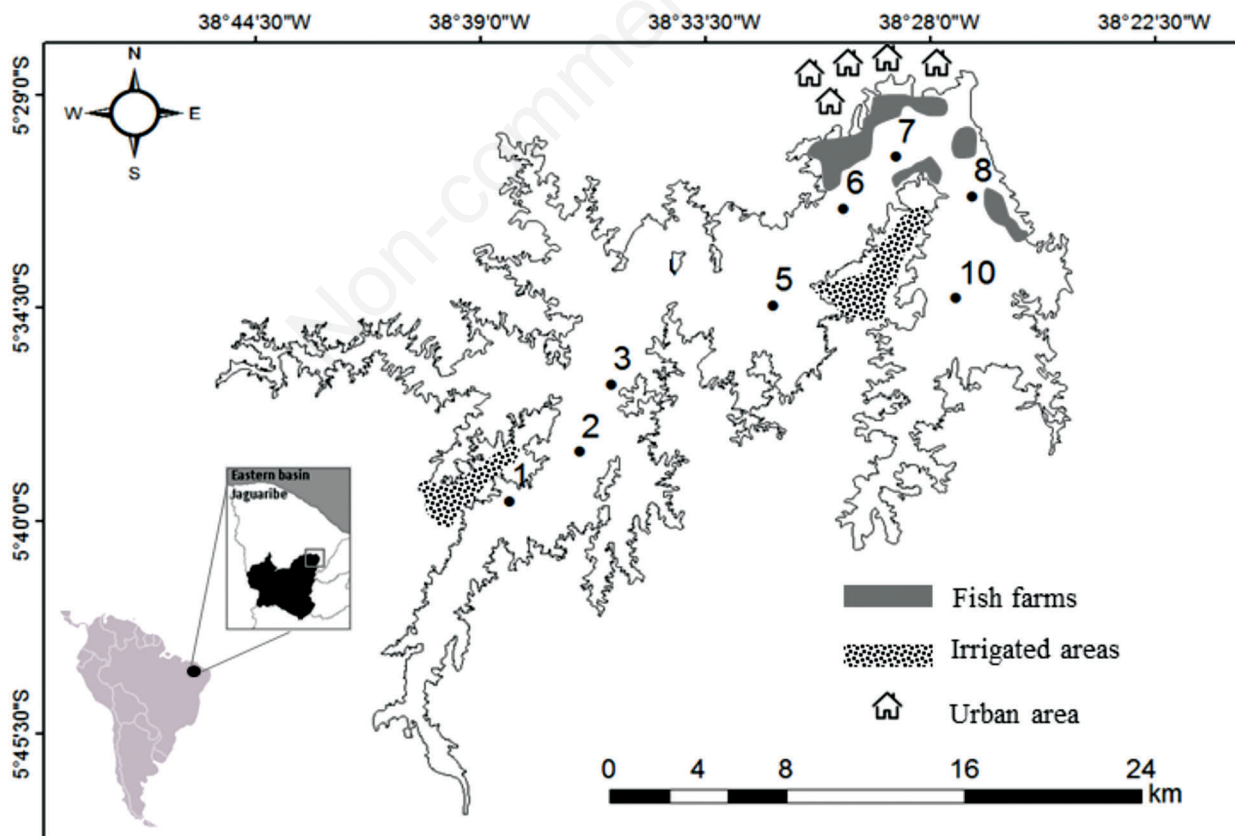 38°44'30"W 38°39'0"W 38°33'30"W 38°28'0"W 38°22'30"W
N
W E
S
5°29'0"S
5°34'30"S
5°40'0"S
5°45'30"S
Non-commer
7
8
6
5
10
3
2
1
Eastern basin
Jaguaribe
Fish farms
Irrigated areas
Urban area
0 4 8 16 24
km